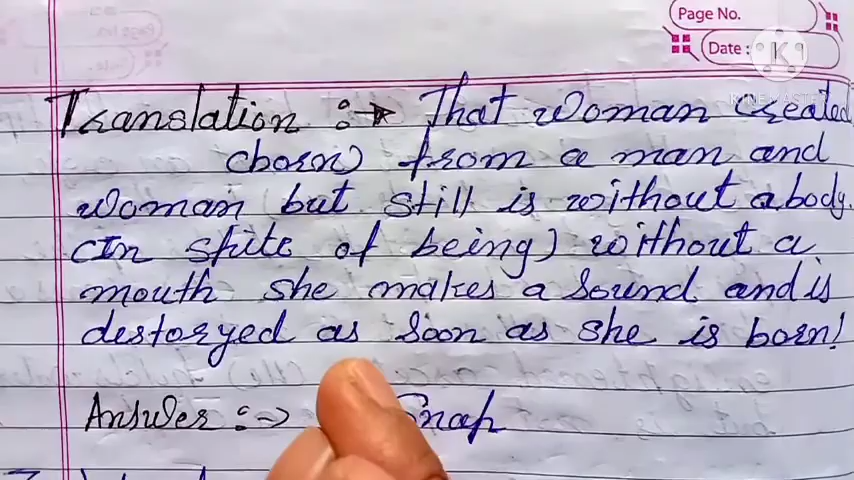 Page No.
Date :
K
KINEMASTER
Translation :→ That woman created
(born) from a man and
woman but still is without a body.
(In spite of being) without a
mouth she makes a sound and is
destoryed as soon as she is born!
Answer :→ Snap